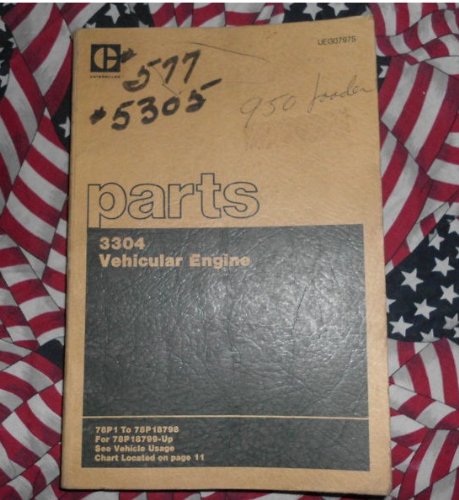 UEG0797S
CATERPILLAR
# 577
# 5305
950 Loader
parts
3304
Vehicular Engine
78P1 To 78P18798
For 78P18799-Up
See Vehicle Usage
Chart Located on page 11